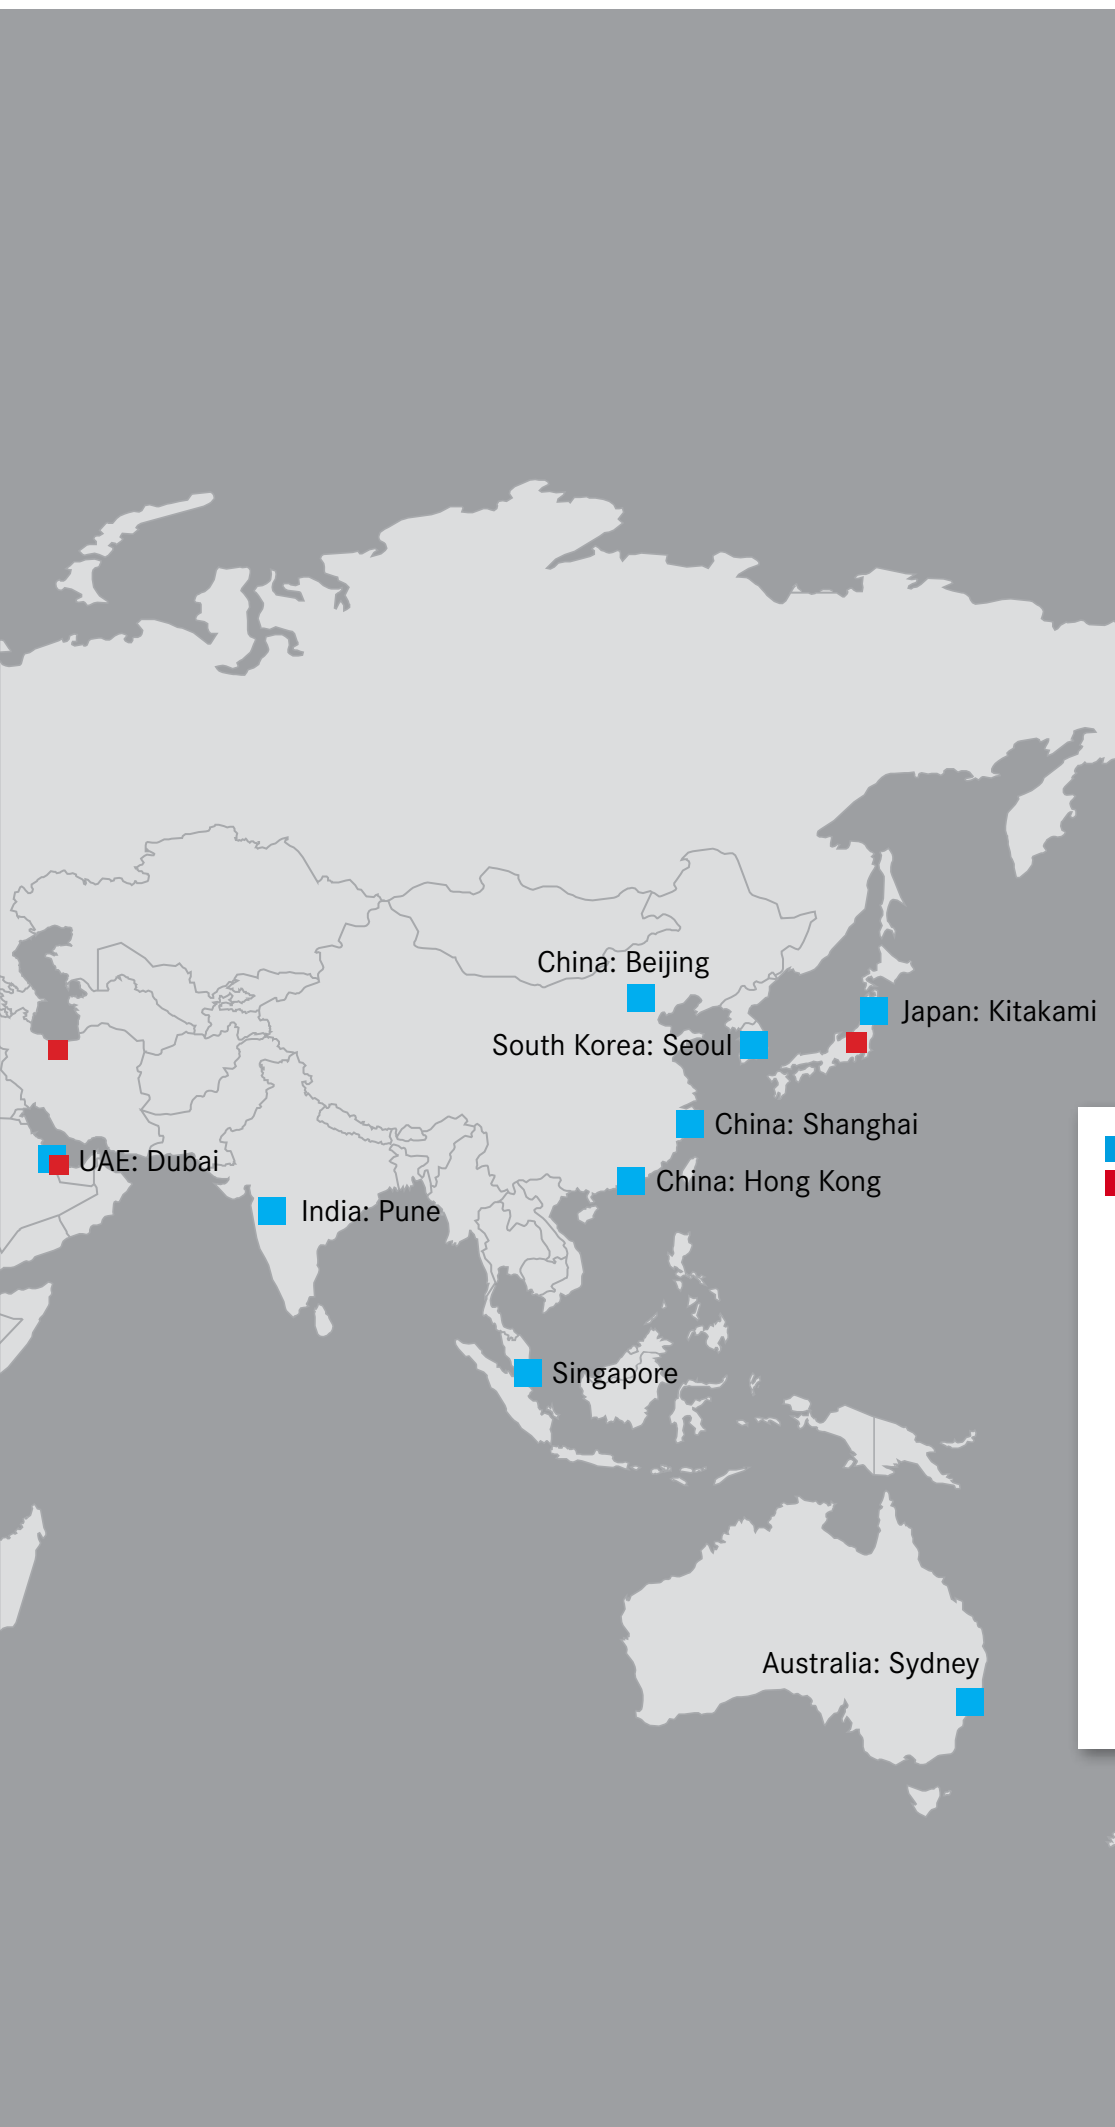 China: Beijing
Japan: Kitakami
South Korea: Seoul
China: Shanghai
UAE: Dubai
China: Hong Kong
India: Pune
Singapore
Australia: Sydney